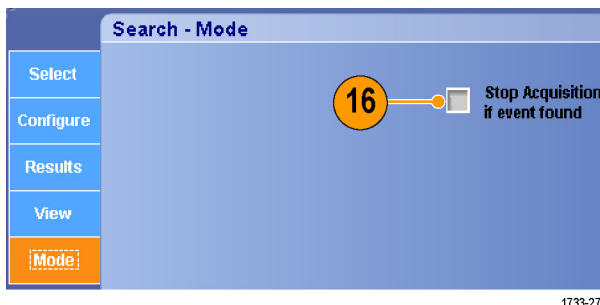 Search - Mode
Select
Configure
Results
View
Mode
16
Stop Acquisition
if event found
1733-27